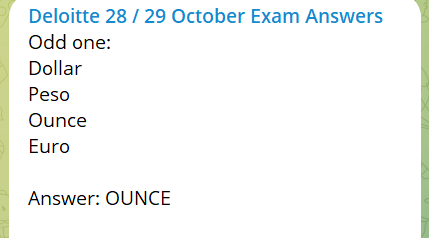 Deloitte 28 / 29 October Exam Answers
Odd one:
Dollar
Peso
Ounce
Euro
Answer: OUNCE